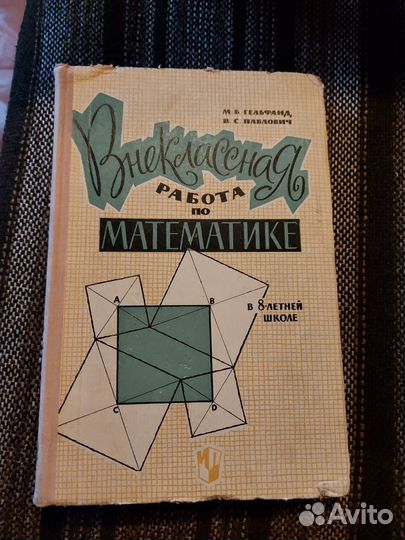 М. Б. ГЕЛЬФАНД,
В. С. ПАВЛОВИЧ
Внеклассная
РАБОТА
ПО
МАТЕМАТИКЕ
В 8-ЛЕТНЕЙ
ШКОЛЕ
A
B
C
D
Avito